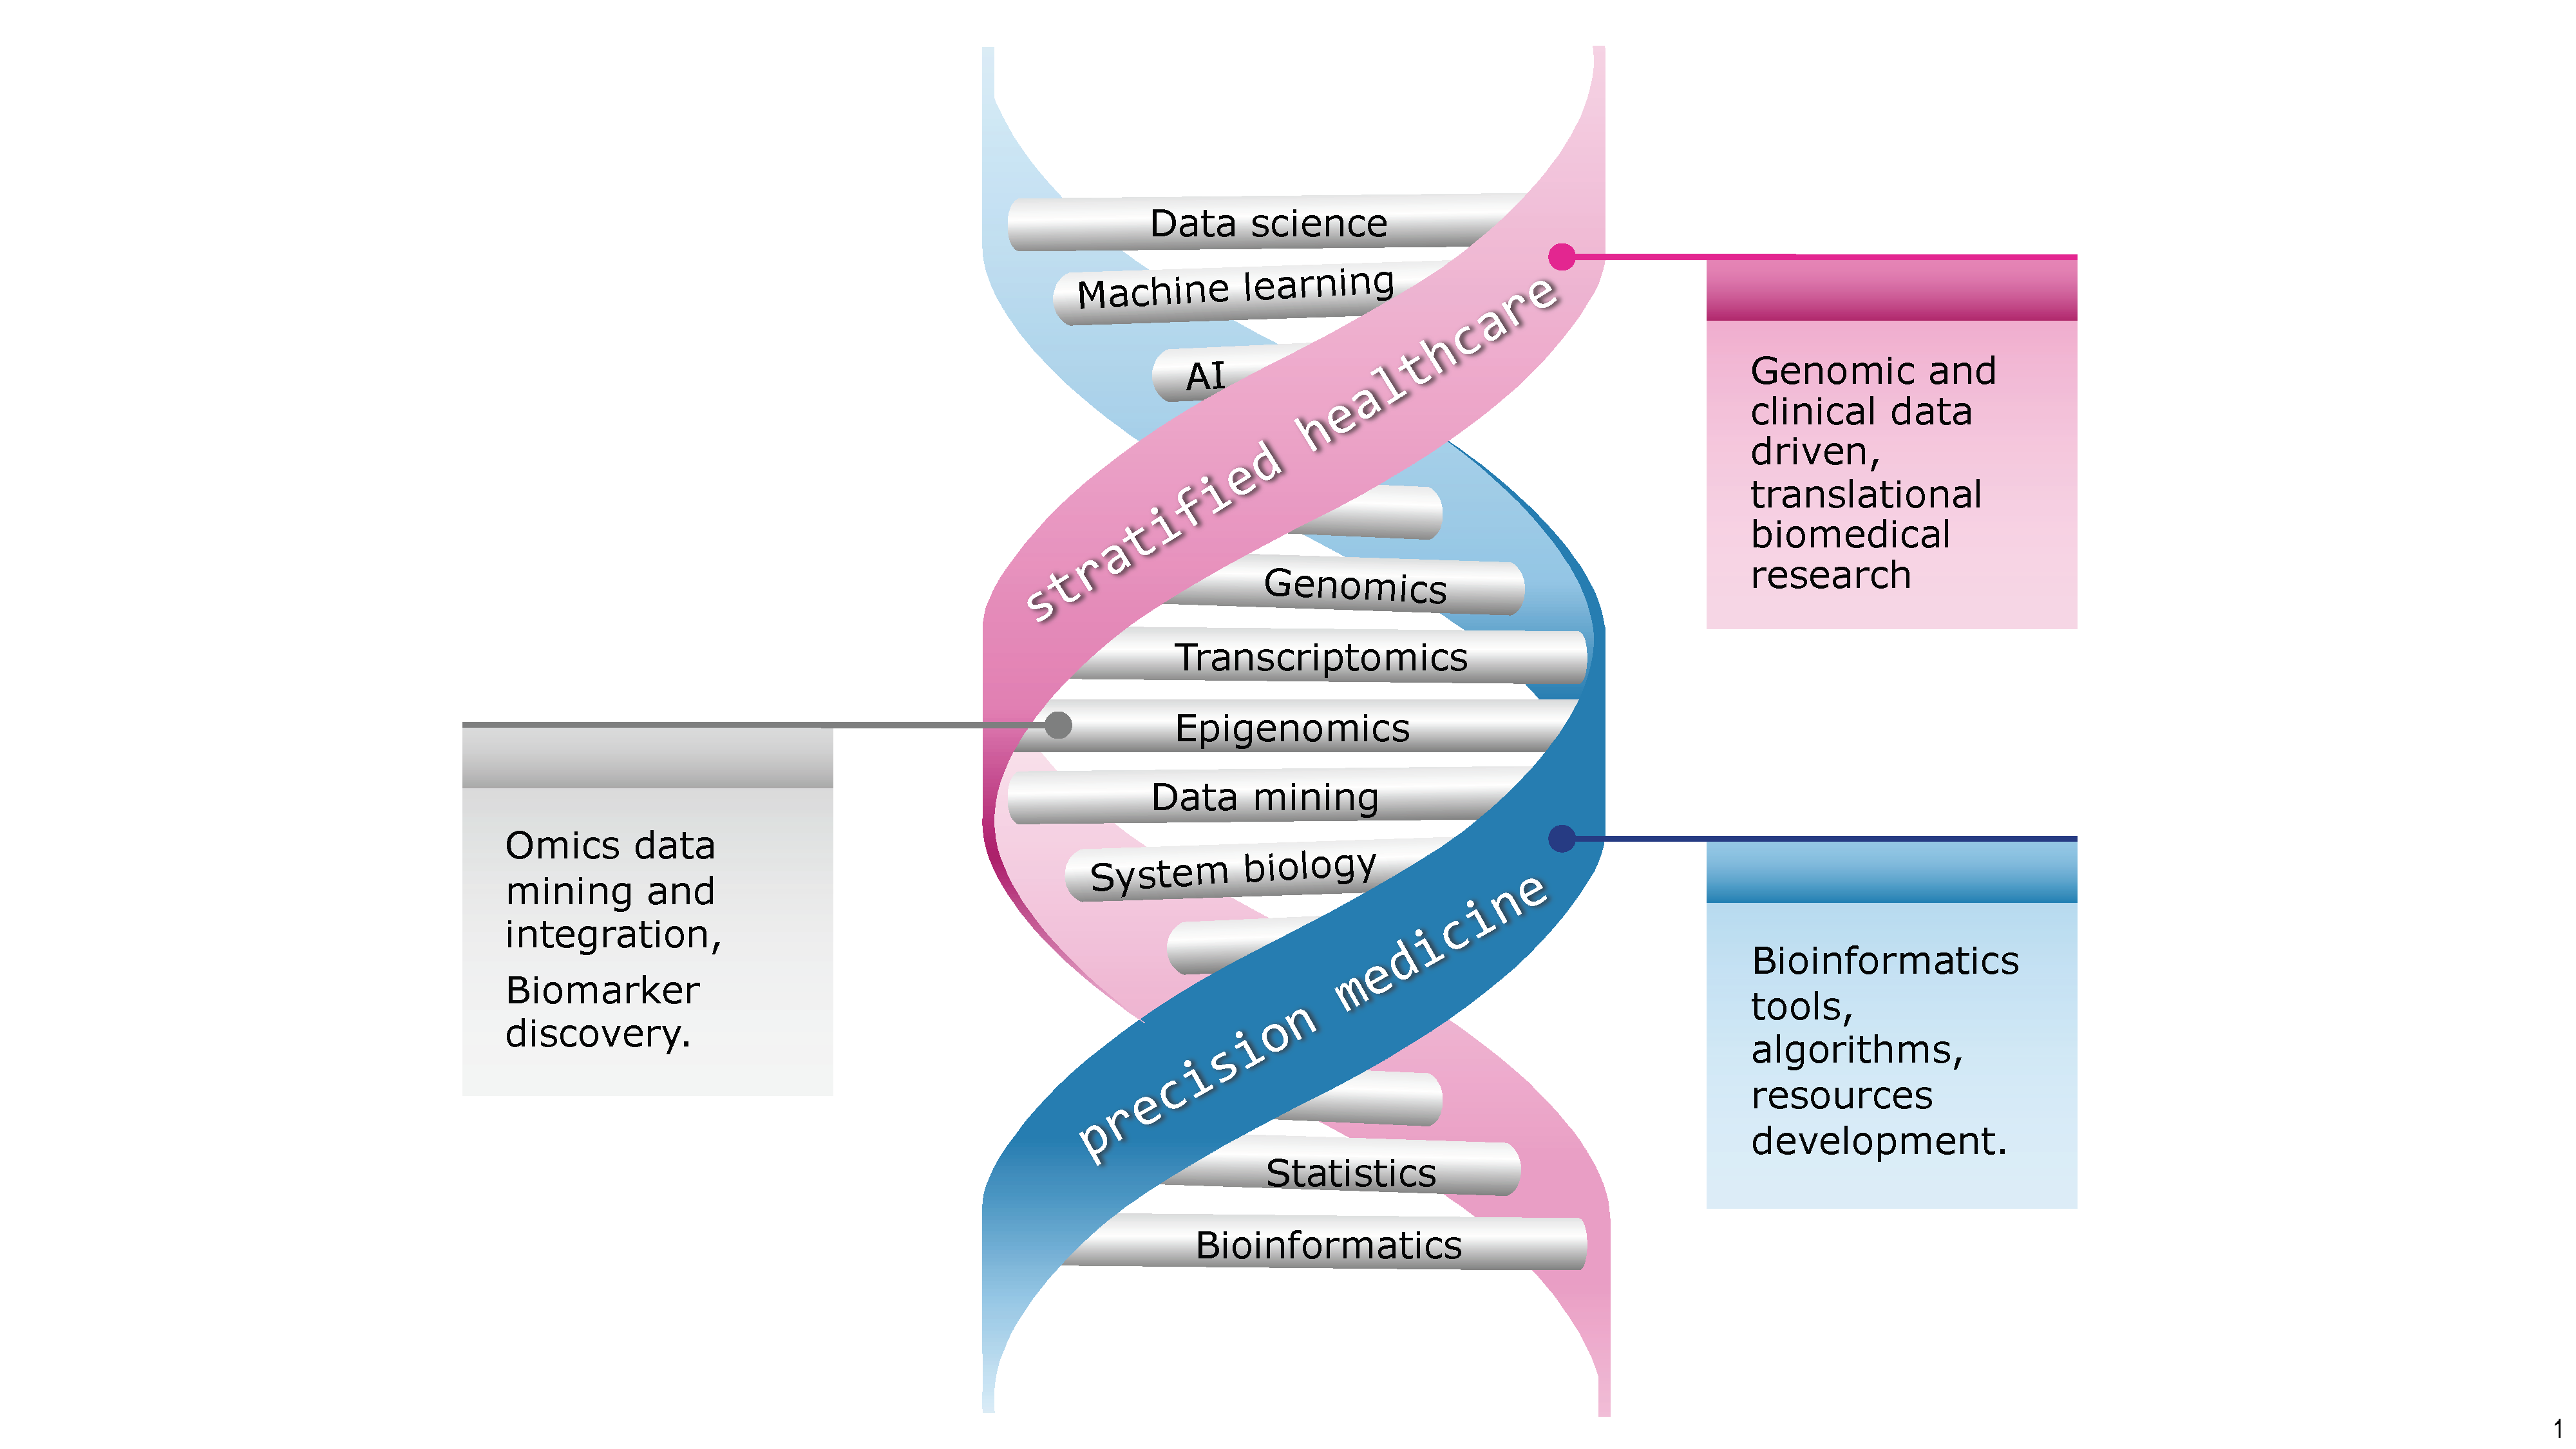 Data science
Machine learning
AI
stratified healthcare
Genomics
Transcriptomics
Epigenomics
Data mining
System biology
precision medicine
Statistics
Bioinformatics
Genomic and
clinical data
driven,
translational
biomedical
research
Omics data
mining and
integration,
Biomarker
discovery.
Bioinformatics
tools,
algorithms,
resources
development.
1